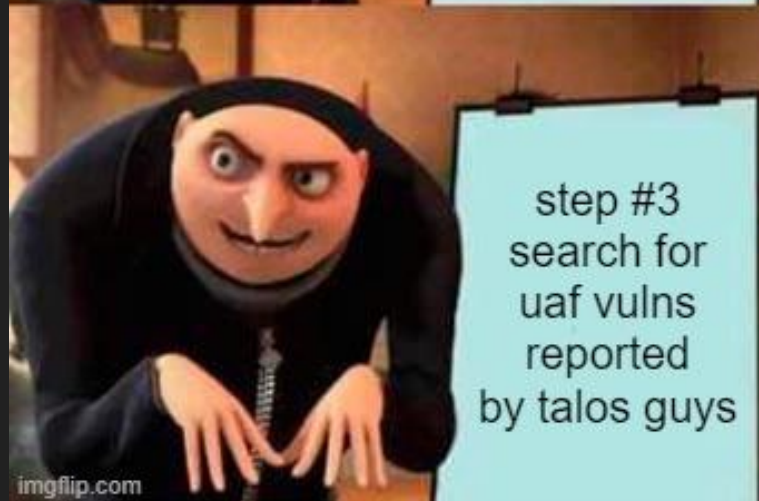 step #3
search for
uaf vulns
reported
by talos guys
imgflip.com